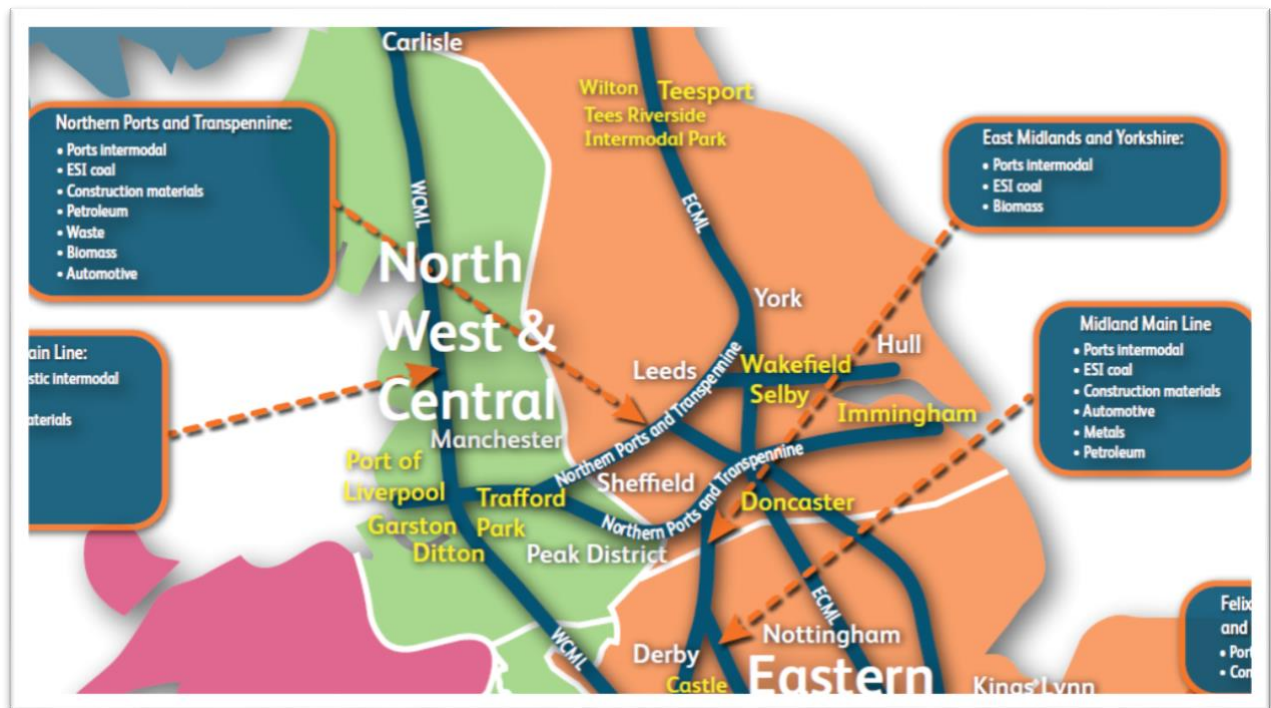 Carlisle
Wilton Teesport
Tees Riverside
Intermodal Park
Northern Ports and Transpennine:
• Ports intermodal
• ESI coal
• Construction materials
• Petroleum
• Waste
• Biomass
• Automotive
East Midlands and Yorkshire:
• Ports intermodal
• ESI coal
• Biomass
WCML
ECML
North
West &
Central
York
Hull
Leeds
Wakefield
Selby
Immingham
Midland Main Line
• Ports intermodal
• ESI coal
• Construction materials
• Automotive
• Metals
• Petroleum
ain Line:
stic intermodal
aterials
Manchester
Northern Ports and Transpennine
Port of
Liverpool
Trafford
Park
Sheffield
Northern Ports and Transpennine
Doncaster
Garston
Ditton
Peak District
WCML
ECML
Nottingham
Derby
Castle
Eastern
Kings Lynn
Felix
and
• Port
• Con